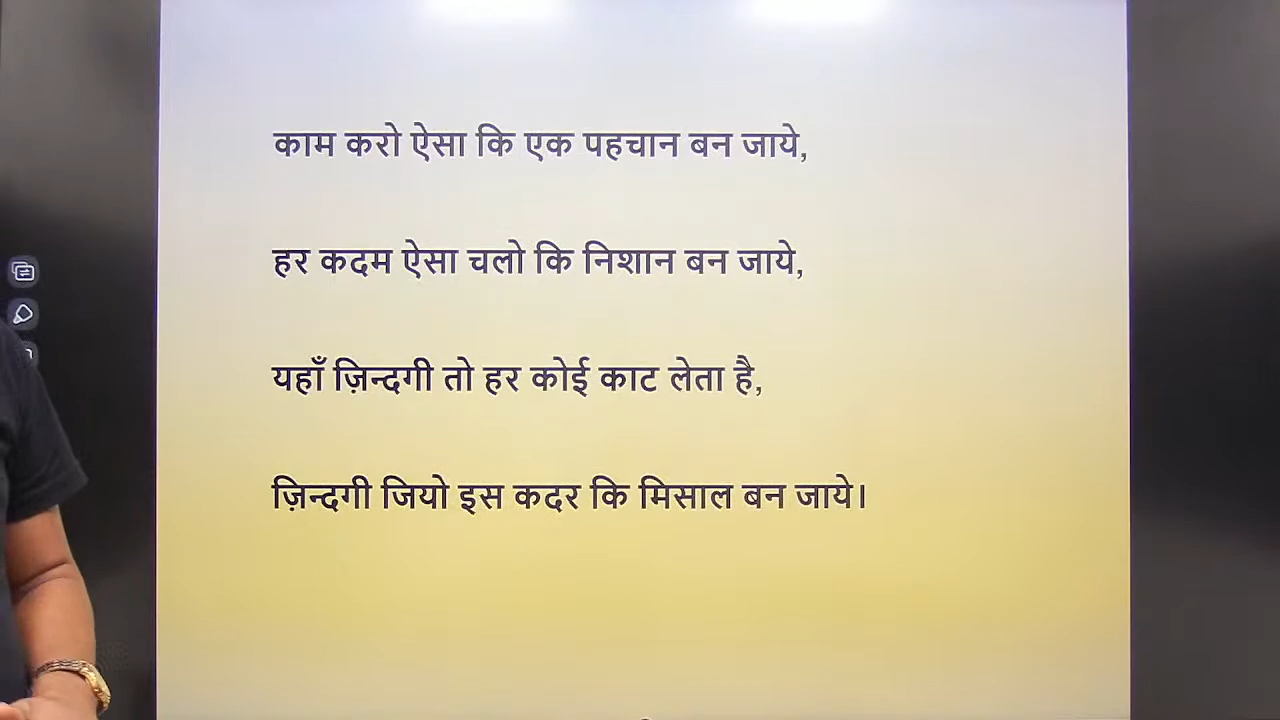 काम करो ऐसा कि एक पहचान बन जाये,
हर कदम ऐसा चलो कि निशान बन जाये,
यहाँ ज़िन्दगी तो हर कोई काट लेता है,
ज़िन्दगी जियो इस कदर कि मिसाल बन जाये।